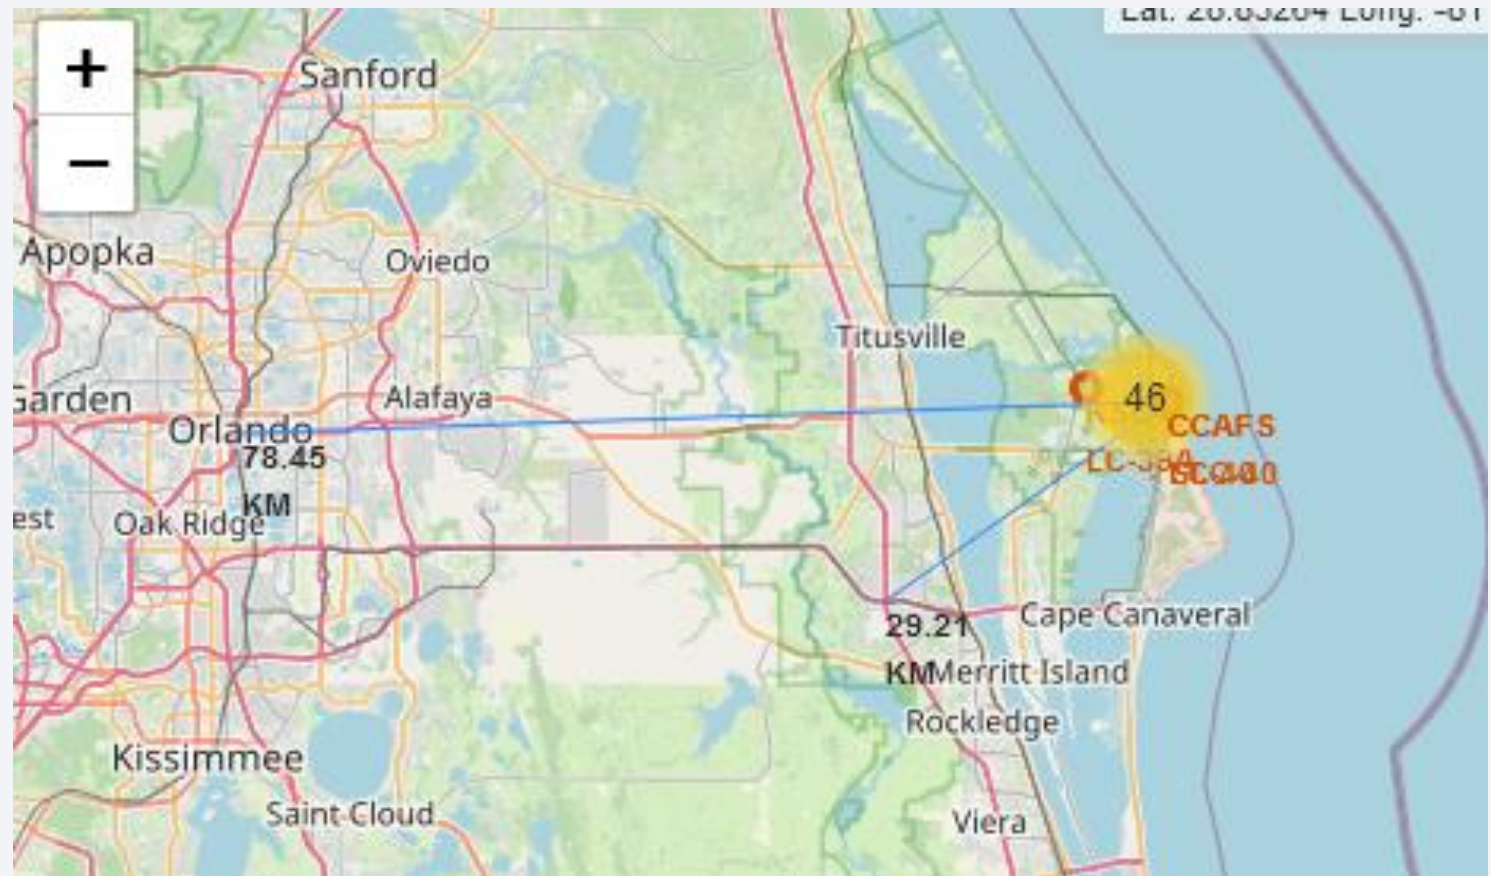 +
Sanford
−
Apopka
Oviedo
Titusville
Garden
Alafaya
46
Orlando
CCAFS
78.45
KM
est
Oak Ridge
29.21
Cape Canaveral
KM
Merritt Island
Rockledge
Kissimmee
Saint Cloud
Viera